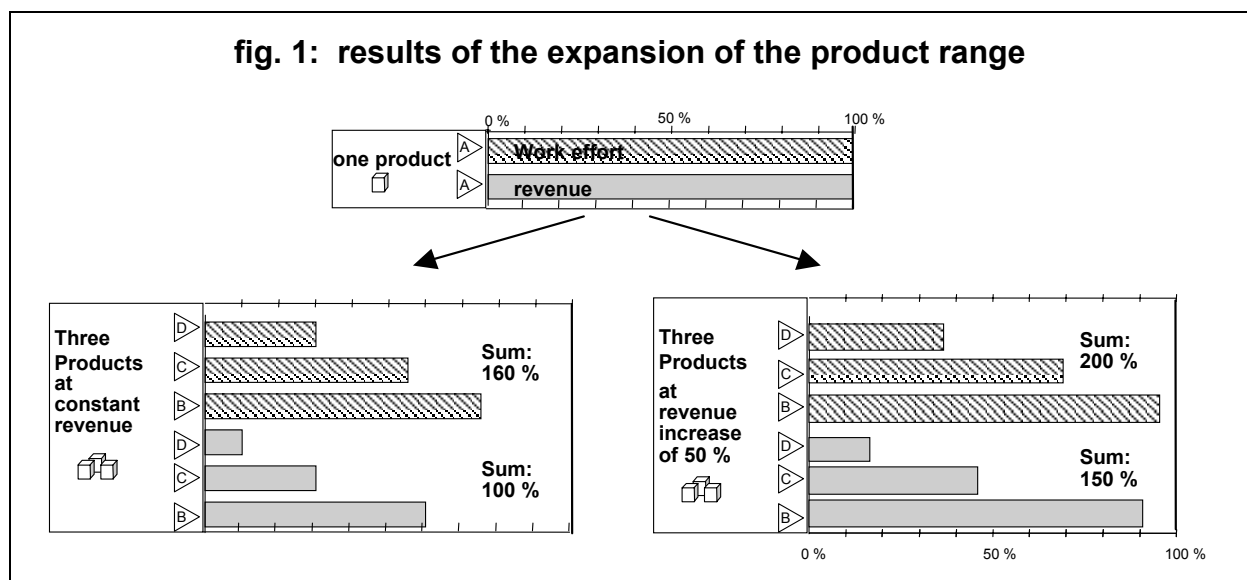 fig. 1: results of the expansion of the product range
0 % 50 % 100 %
one product
A
Work effort
A
revenue
Three
Products
at
constant
revenue
D
C
B
D
C
B
Sum:
160 %
Sum:
100 %
Three
Products
at
revenue
increase
of 50 %
D
C
B
D
C
B
Sum:
200 %
Sum:
150 %
0 % 50 % 100 %